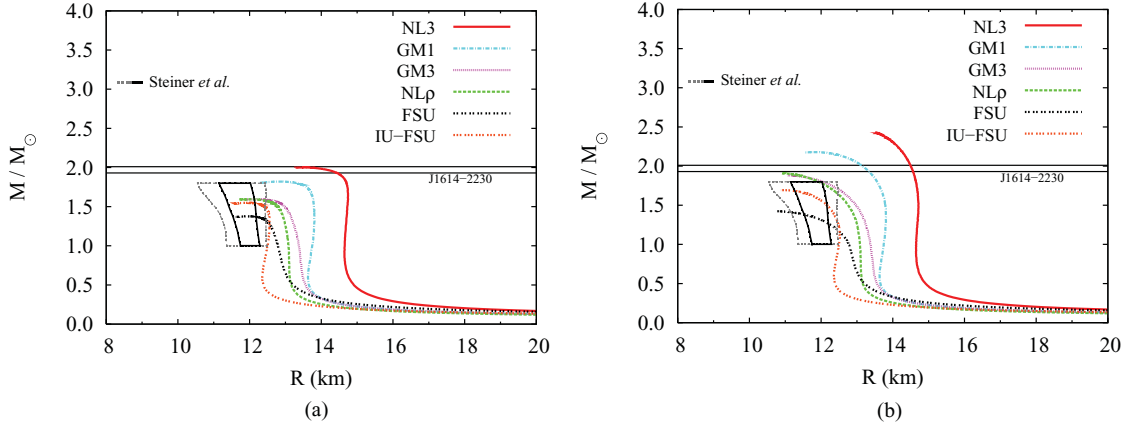 4.0
3.5
3.0
2.5
2.0
1.5
1.0
0.5
0.0
M / M⊙
NL3
GM1
GM3
NLρ
FSU
IU−FSU
Steiner et al.
J1614−2230
8 10 12 14 16 18 20
R (km)
(a)
4.0
3.5
3.0
2.5
2.0
1.5
1.0
0.5
0.0
M / M⊙
NL3
GM1
GM3
NLρ
FSU
IU−FSU
Steiner et al.
J1614−2230
8 10 12 14 16 18 20
R (km)
(b)